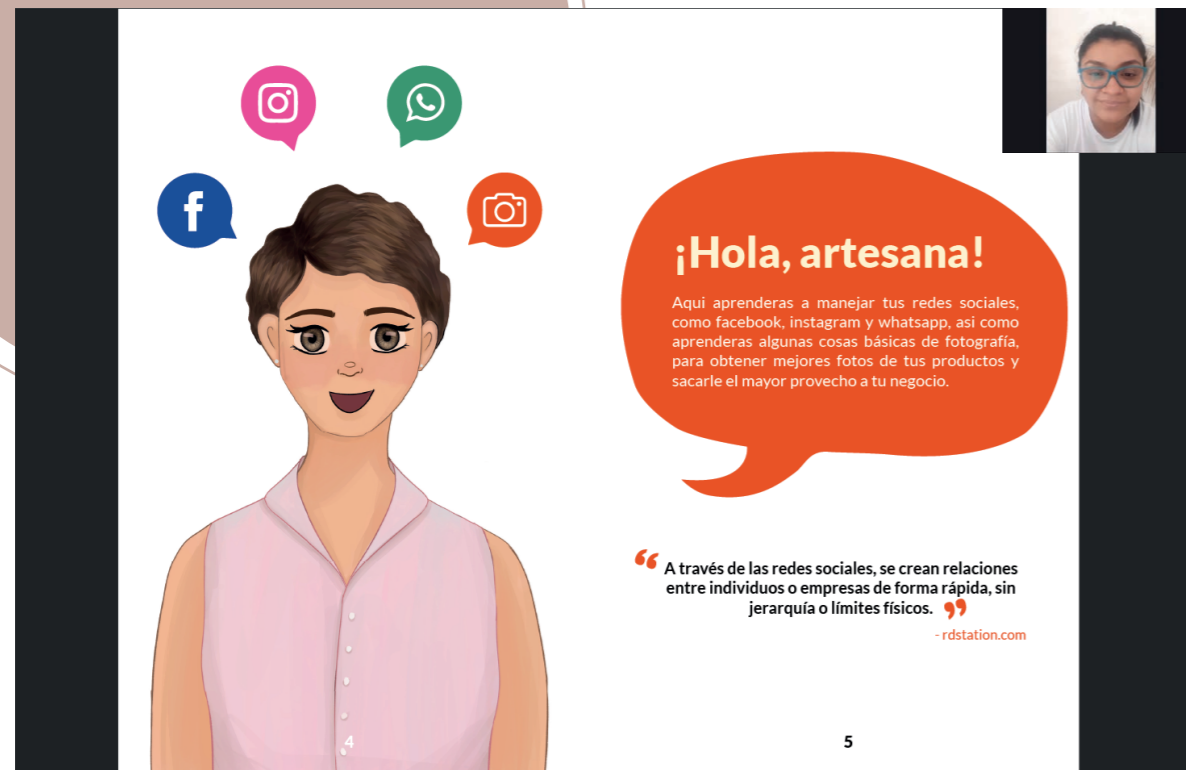 ¡Hola, artesana!
Aqui aprenderas a manejar tus redes sociales,
como facebook, instagram y whatsapp, asi como
aprenderas algunas cosas básicas de fotografía,
para obtener mejores fotos de tus productos y
sacarle el mayor provecho a tu negocio.
“ A través de las redes sociales, se crean relaciones
entre individuos o empresas de forma rápida, sin
jerarquía o límites físicos. ”
- rdstation.com
4
5